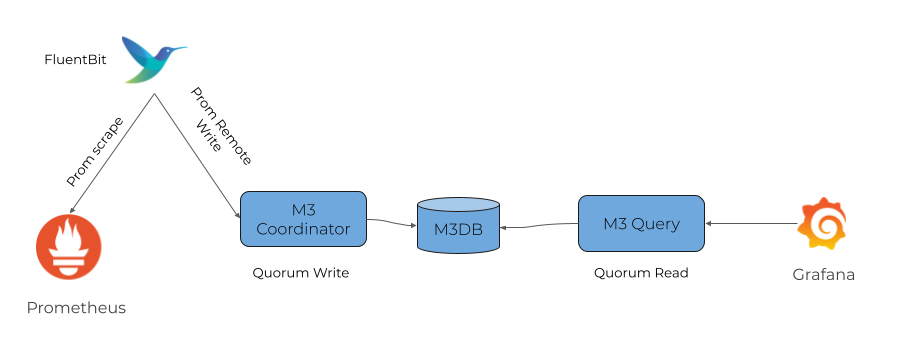 FluentBit
Prom scrape
Prom Remote
Write
M3
Coordinator
M3DB
M3 Query
Quorum Write
Quorum Read
Grafana
Prometheus